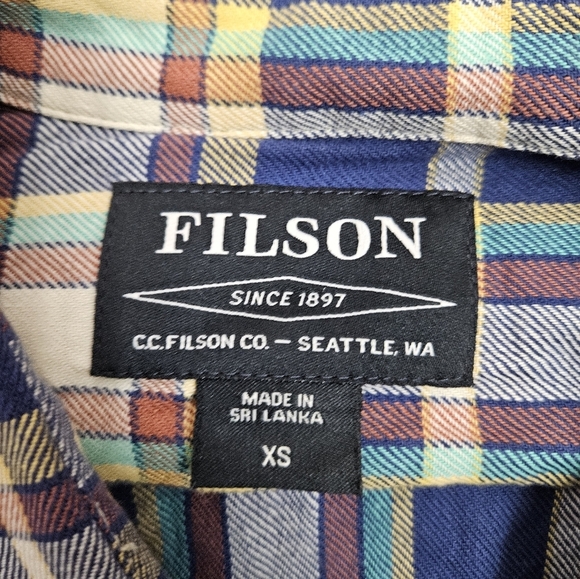 FILSON
SINCE 1897
C.C.FILSON CO. – SEATTLE, WA
MADE IN
SRI LANKA
XS